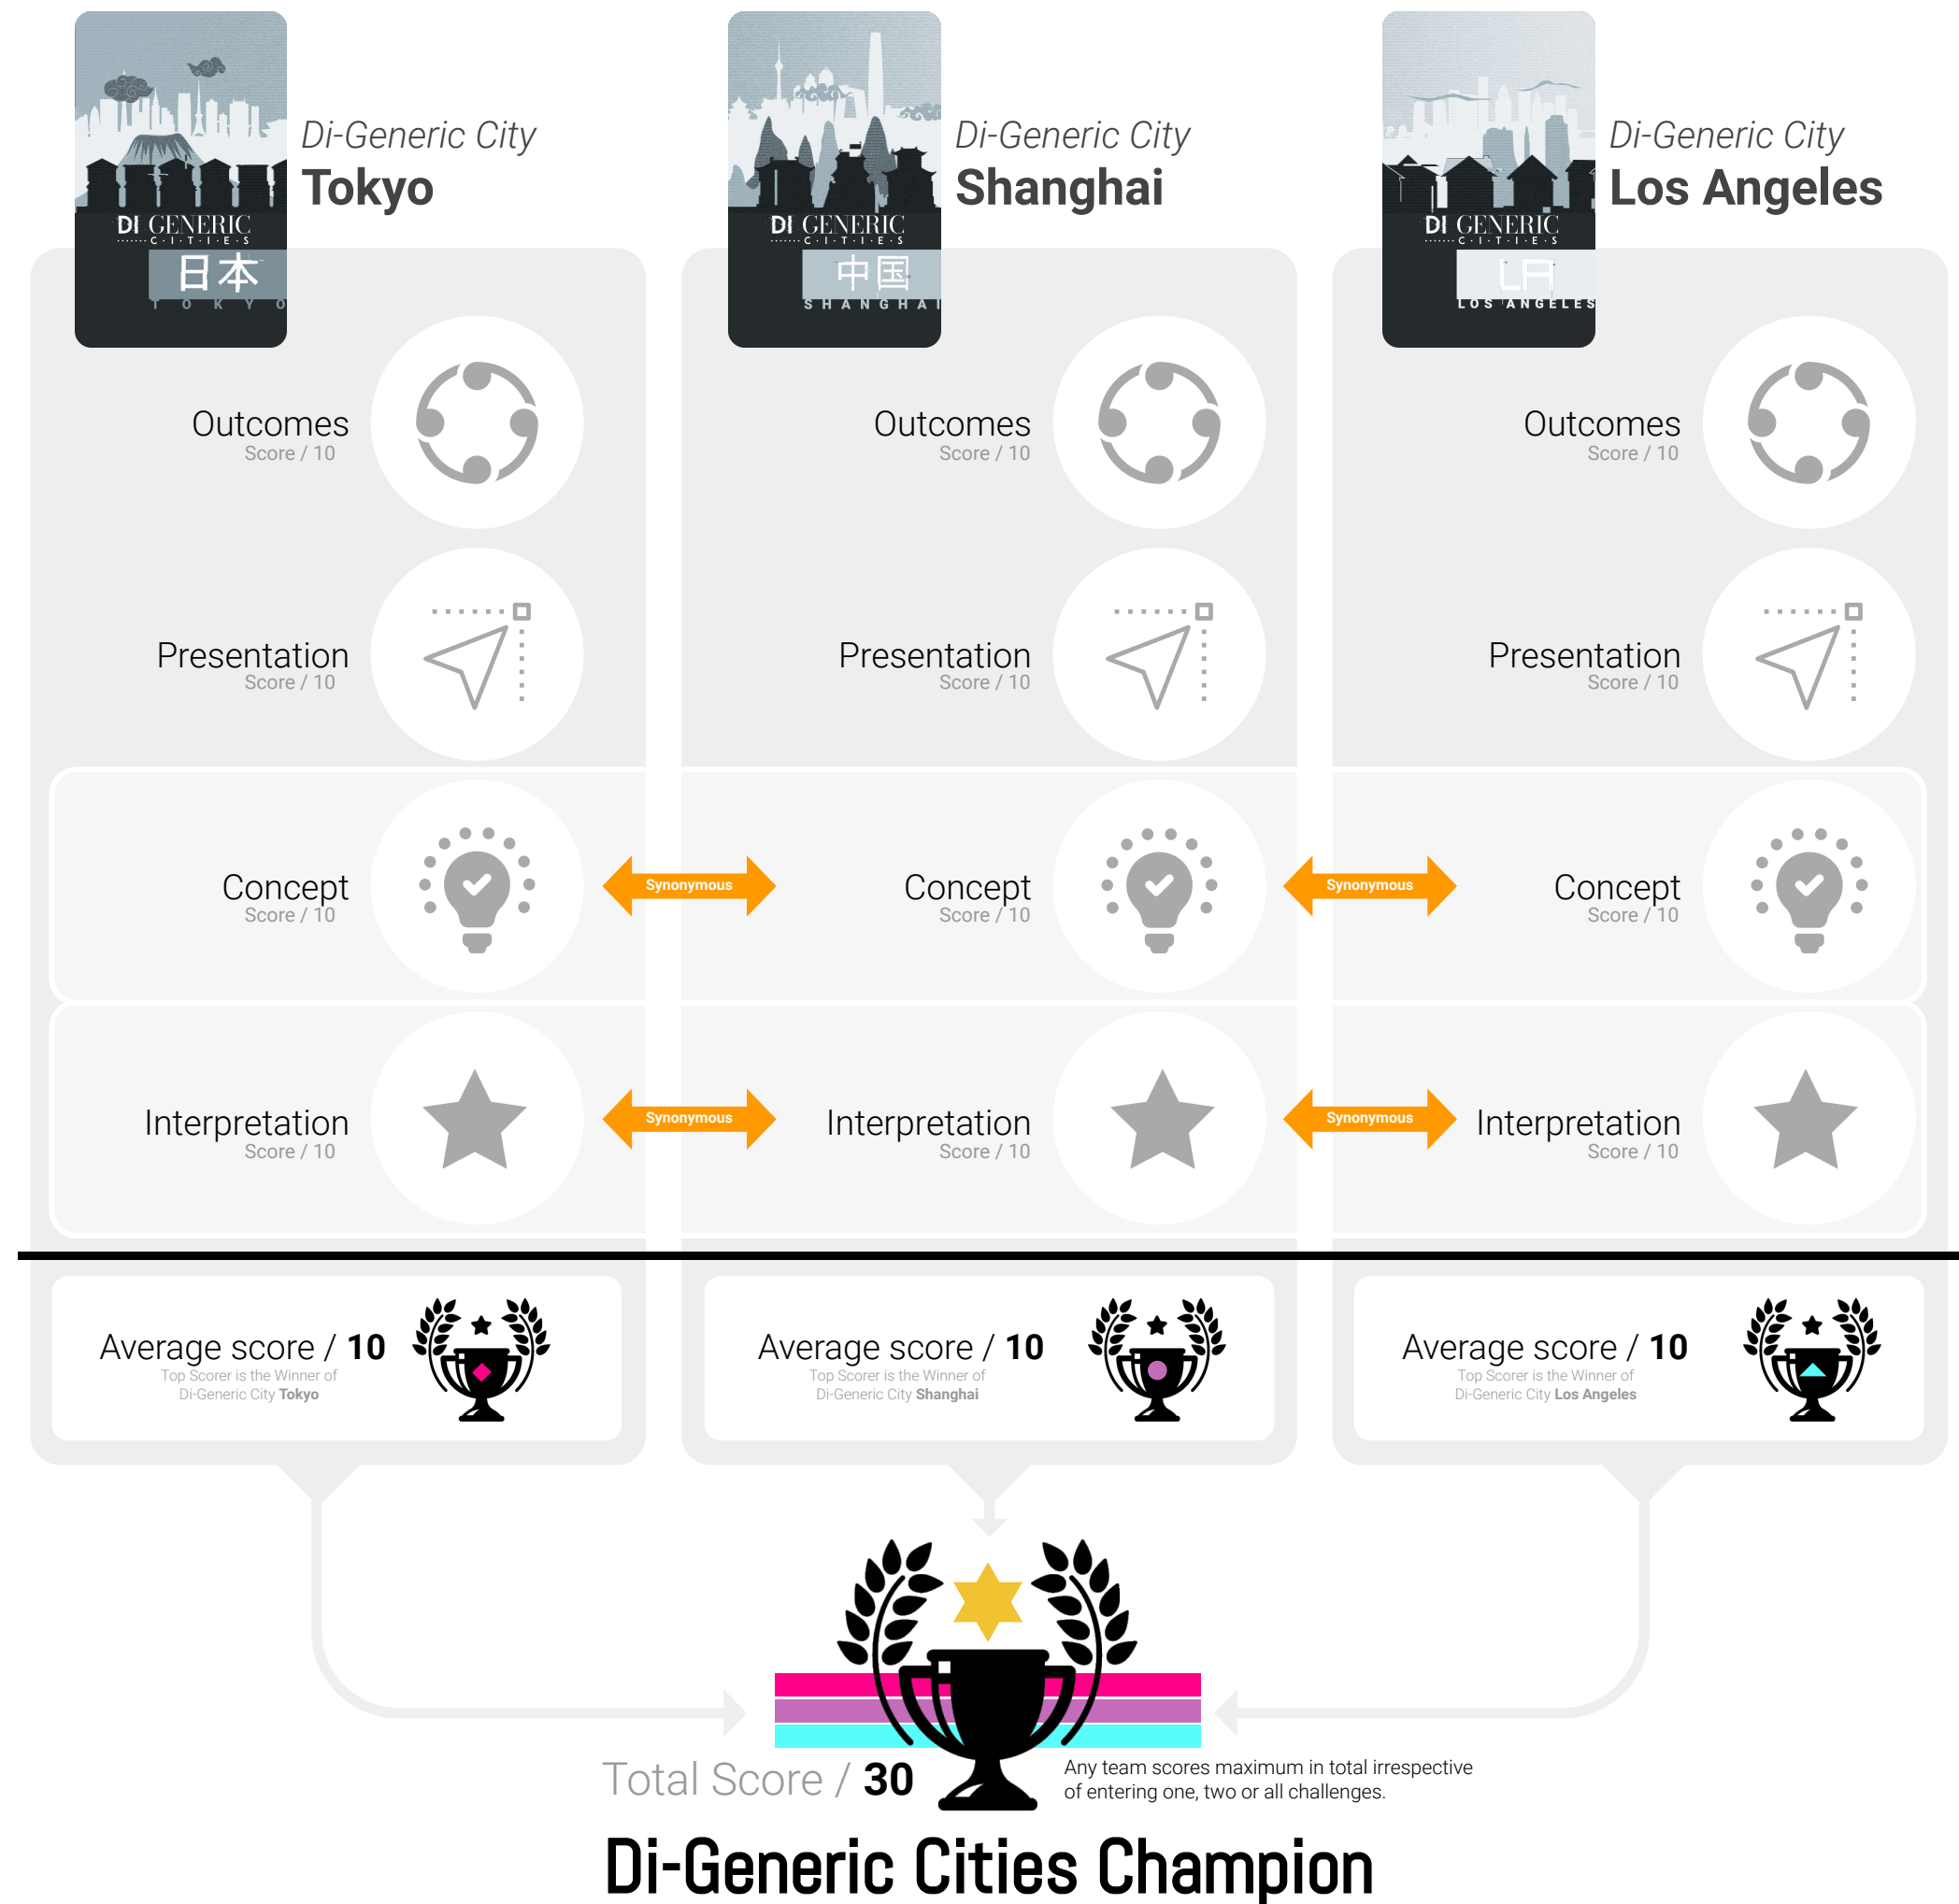 Di-Generic City
Tokyo
DI GENERIC
C·I·T·I·E·S
日本
TOKYO
Di-Generic City
Shanghai
DI GENERIC
C·I·T·I·E·S
中国
SHANGHAI
Di-Generic City
Los Angeles
DI GENERIC
C·I·T·I·E·S
LA
LOS ANGELES
Outcomes
Score / 10
Outcomes
Score / 10
Outcomes
Score / 10
Presentation
Score / 10
Presentation
Score / 10
Presentation
Score / 10
Concept
Score / 10
Synonymous
Concept
Score / 10
Synonymous
Concept
Score / 10
Interpretation
Score / 10
Synonymous
Interpretation
Score / 10
Synonymous
Interpretation
Score / 10
Average score / 10
Top Scorer is the Winner of
Di-Generic City Tokyo
Average score / 10
Top Scorer is the Winner of
Di-Generic City Shanghai
Average score / 10
Top Scorer is the Winner of
Di-Generic City Los Angeles
Total Score / 30
Any team scores maximum in total irrespective
of entering one, two or all challenges.
Di-Generic Cities Champion